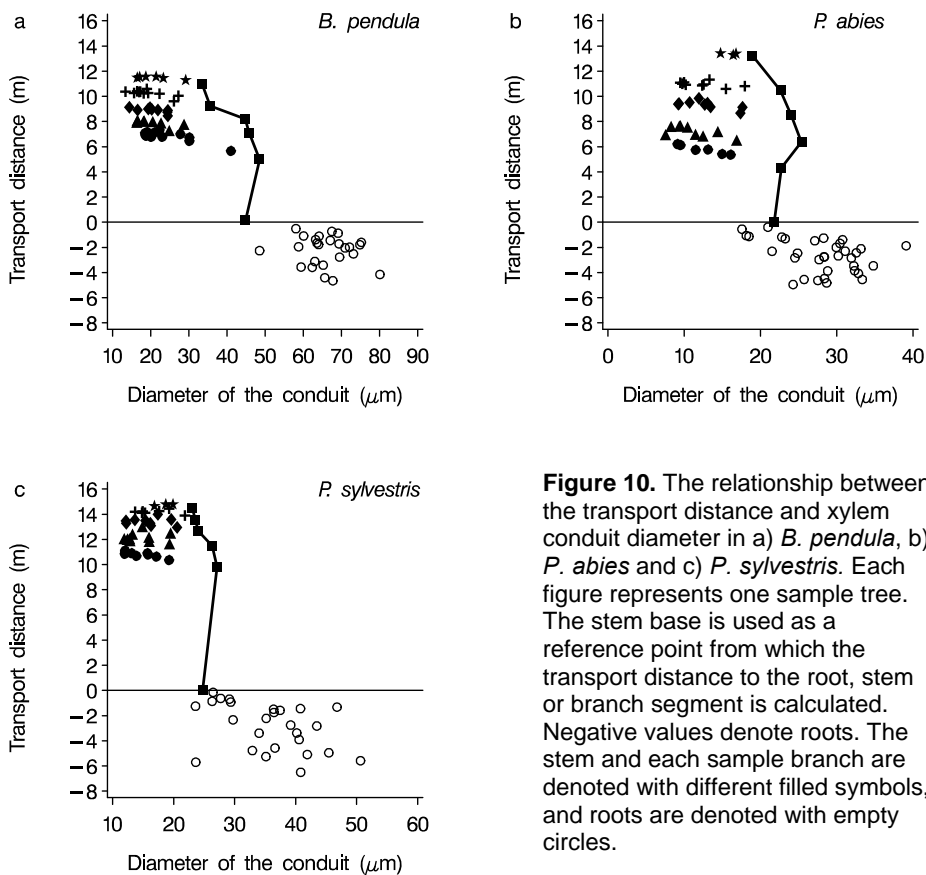 a
B. pendula
16
14
12
10
8
6
4
2
0
−2
−4
−6
−8
Transport distance (m)
10 20 30 40 50 60 70 80 90
Diameter of the conduit (μm)
b
P. abies
16
14
12
10
8
6
4
2
0
−2
−4
−6
−8
Transport distance (m)
0 10 20 30 40
Diameter of the conduit (μm)
c
P. sylvestris
16
14
12
10
8
6
4
2
0
−2
−4
−6
−8
Transport distance (m)
10 20 30 40 50 60
Diameter of the conduit (μm)
Figure 10. The relationship between
the transport distance and xylem
conduit diameter in a) B. pendula, b)
P. abies and c) P. sylvestris. Each
figure represents one sample tree.
The stem base is used as a
reference point from which the
transport distance to the root, stem
or branch segment is calculated.
Negative values denote roots. The
stem and each sample branch are
denoted with different filled symbols,
and roots are denoted with empty
circles.